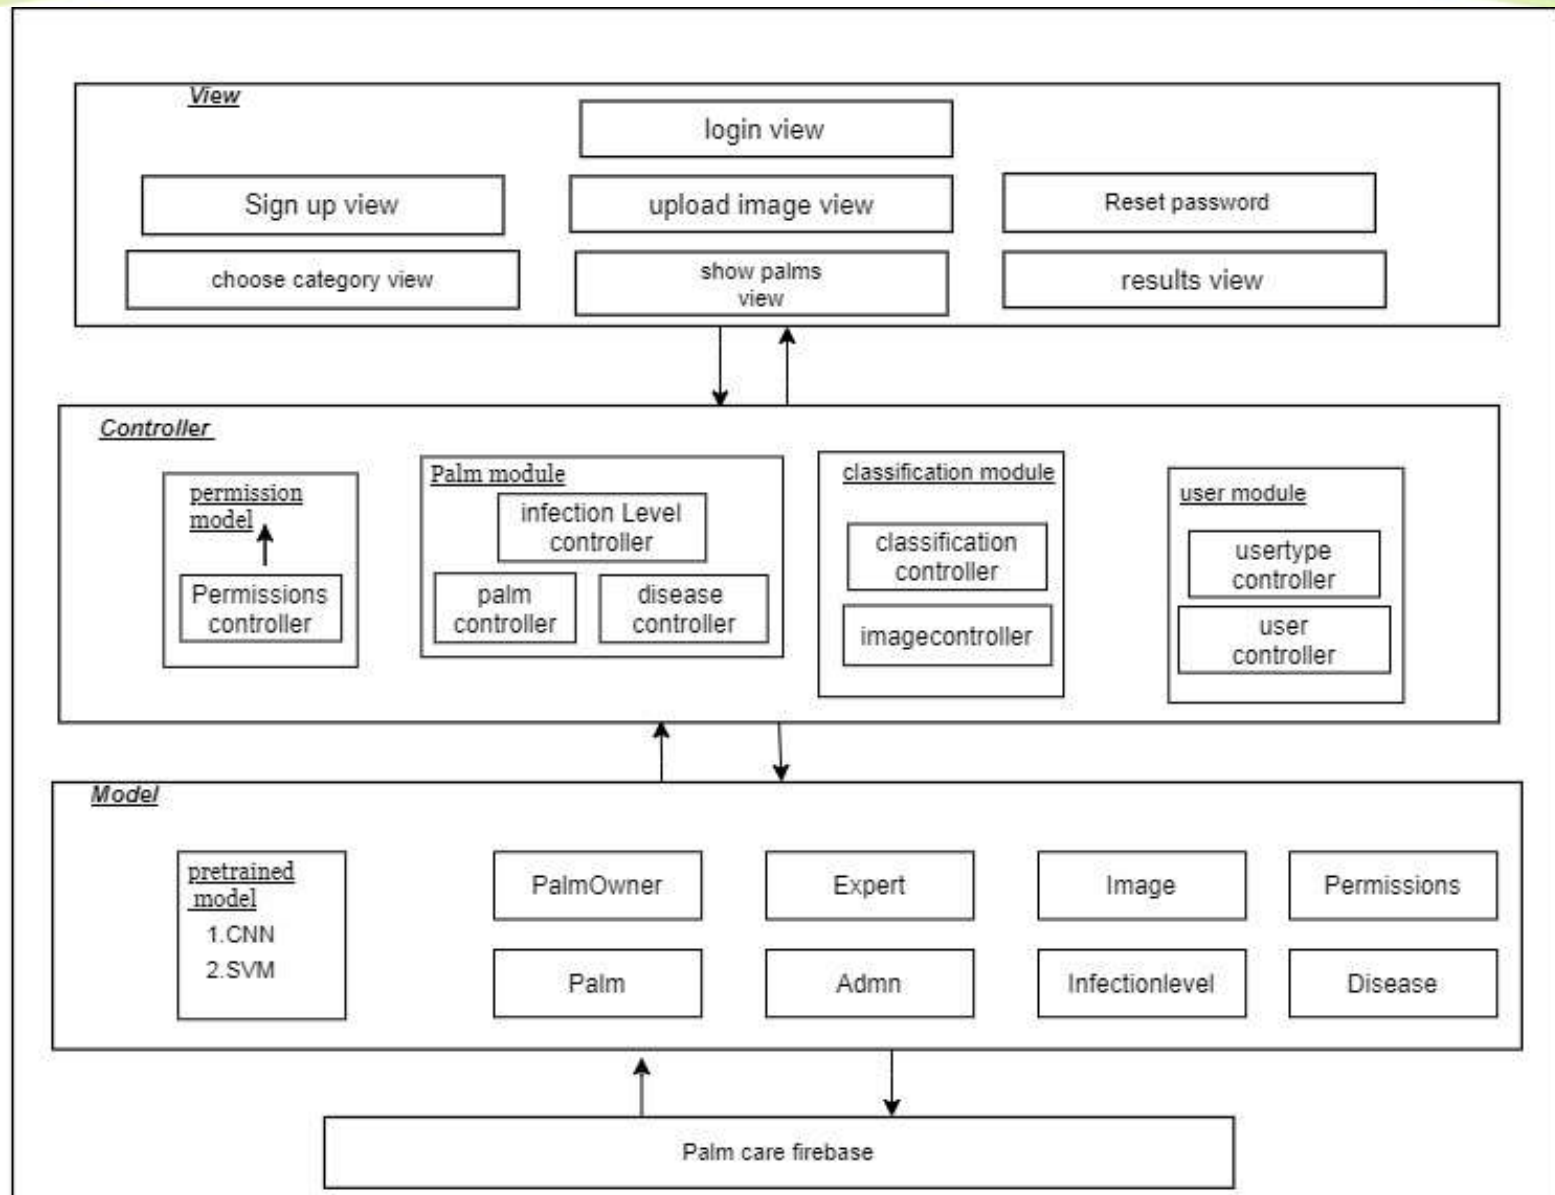 View
login view
Sign up view
upload image view
Reset password
choose category view
show palms
view
results view
Controller
permission
model
Permissions
controller
Palm module
infection Level
controller
palm
controller
disease
controller
classification module
classification
controller
imagecontroller
user module
usertype
controller
user
controller
Model
pretrained
model
1.CNN
2.SVM
PalmOwner
Expert
Image
Permissions
Palm
Admn
Infectionlevel
Disease
Palm care firebase